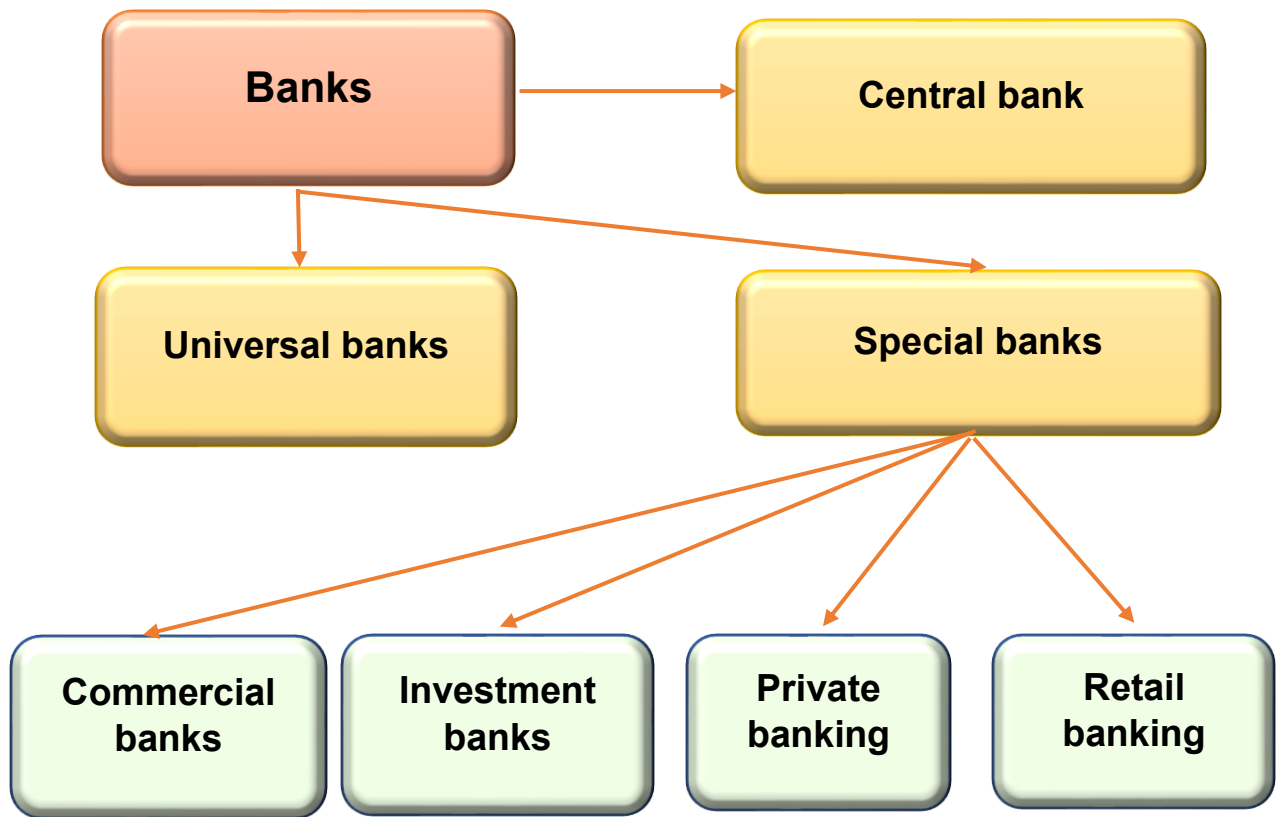 Banks
Central bank
Universal banks
Special banks
Commercial
banks
Investment
banks
Private
banking
Retail
banking